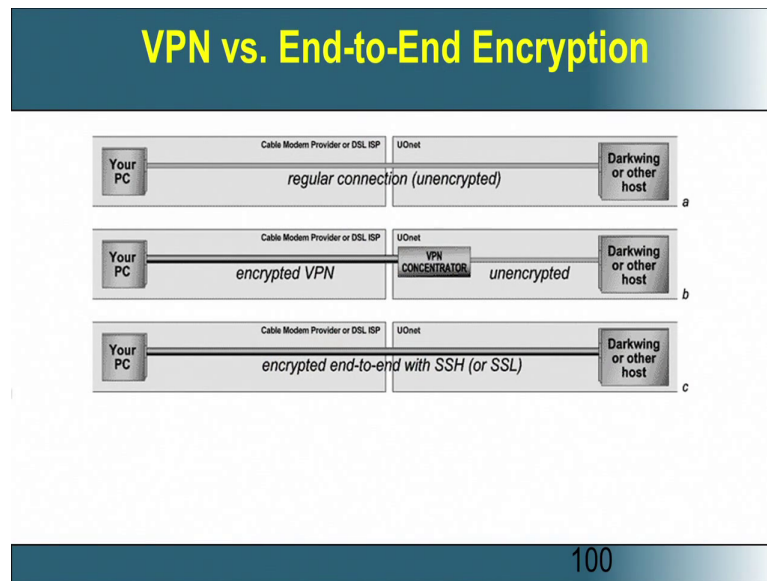 VPN vs. End-to-End Encryption
Cable Modem Provider or DSL ISP
UOnet
Your
PC
regular connection (unencrypted)
Darkwing
or other
host
a
Cable Modem Provider or DSL ISP
UOnet
Your
PC
encrypted VPN
VPN
CONCENTRATOR
unencrypted
Darkwing
or other
host
b
Cable Modem Provider or DSL ISP
UOnet
Your
PC
encrypted end-to-end with SSH (or SSL)
Darkwing
or other
host
c
100